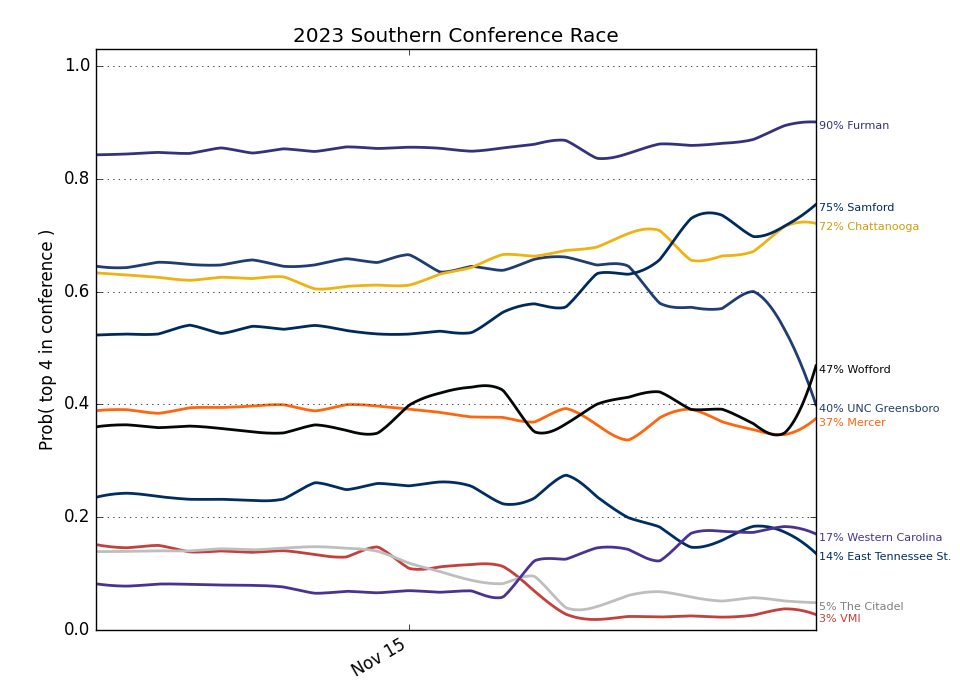 2023 Southern Conference Race
Prob( top 4 in conference )
1.0
0.8
0.6
0.4
0.2
0.0
Nov 15
90% Furman
75% Samford
72% Chattanooga
47% Wofford
40% UNC Greensboro
37% Mercer
17% Western Carolina
14% East Tennessee St.
5% The Citadel
3% VMI